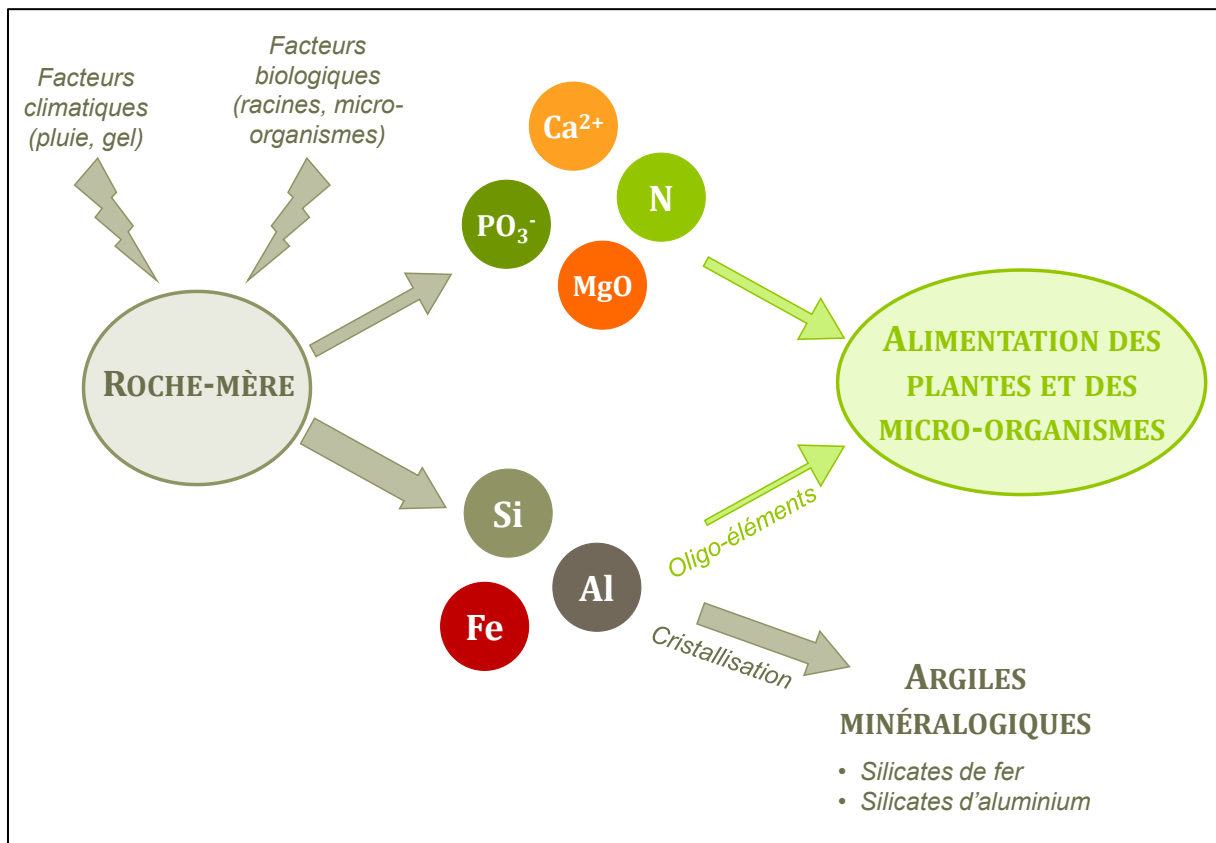 Facteurs
climatiques
(pluie, gel)
Facteurs
biologiques
(racines, micro-
organismes)
Ca²⁺
N
PO₃⁻
MgO
ROCHE-MÈRE
ALIMENTATION DES
PLANTES ET DES
MICRO-ORGANISMES
Si
Al
Fe
Oligo-éléments
Cristallisation
ARGILES
MINÉRALOGIQUES
• Silicates de fer
• Silicates d’aluminium